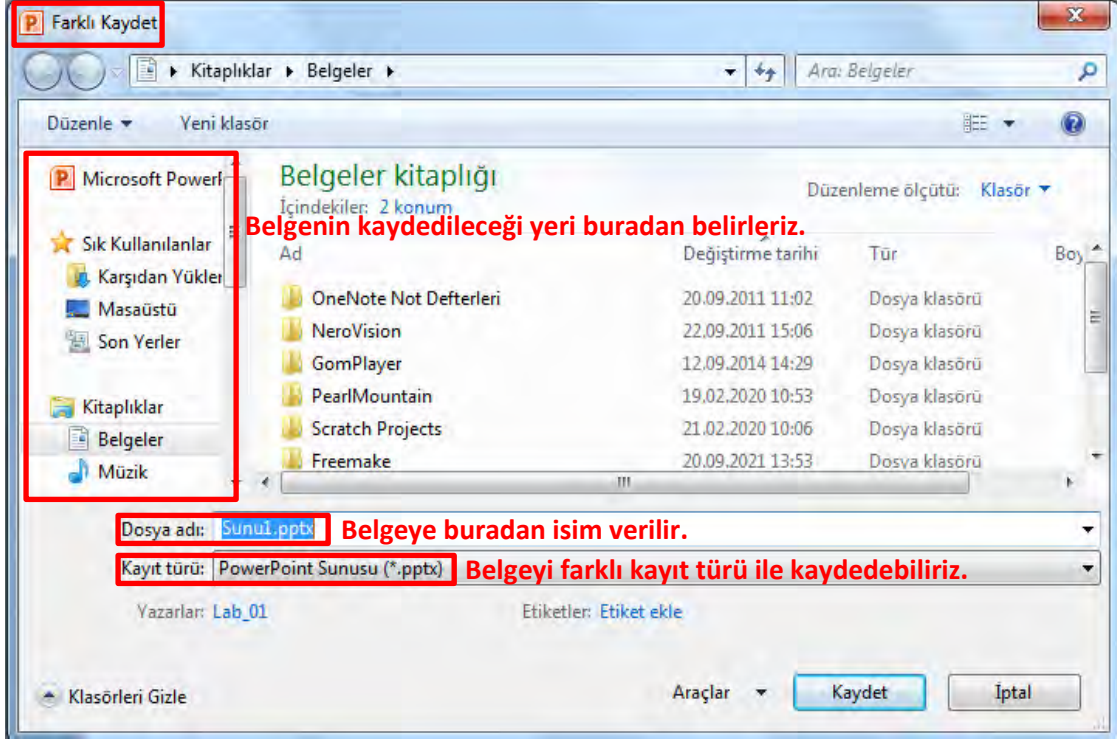 Farklı Kaydet
Kitaplıklar Belgeler
Ara: Belgeler
Düzenle Yeni klasör
Microsoft PowerP
Sık Kullanılanlar
Karşıdan Yükler
Masaüstü
Son Yerler
Kitaplıklar
Belgeler
Müzik
Belgeler kitaplığı
İçindekiler: 2 konum
Düzenleme ölçütü: Klasör
Belgenin kaydedileceği yeri buradan belirleriz.
Ad Değiştirme tarihi Tür Boy
OneNote Not Defterleri 20.09.2011 11:02 Dosya klasörü
NeroVision 22.09.2011 15:06 Dosya klasörü
GomPlayer 12.09.2014 14:29 Dosya klasörü
PearlMountain 19.02.2020 10:53 Dosya klasörü
Scratch Projects 21.02.2020 10:06 Dosya klasörü
Freemake 20.09.2021 13:53 Dosya klasörü
Dosya adı: Sunu1.pptx Belgeye buradan isim verilir.
Kayıt türü: PowerPoint Sunusu (*.pptx) Belgeyi farklı kayıt türü ile kaydedebiliriz.
Yazarlar: Lab_01 Etiketler: Etiket ekle
Klasörleri Gizle Araçlar Kaydet İptal